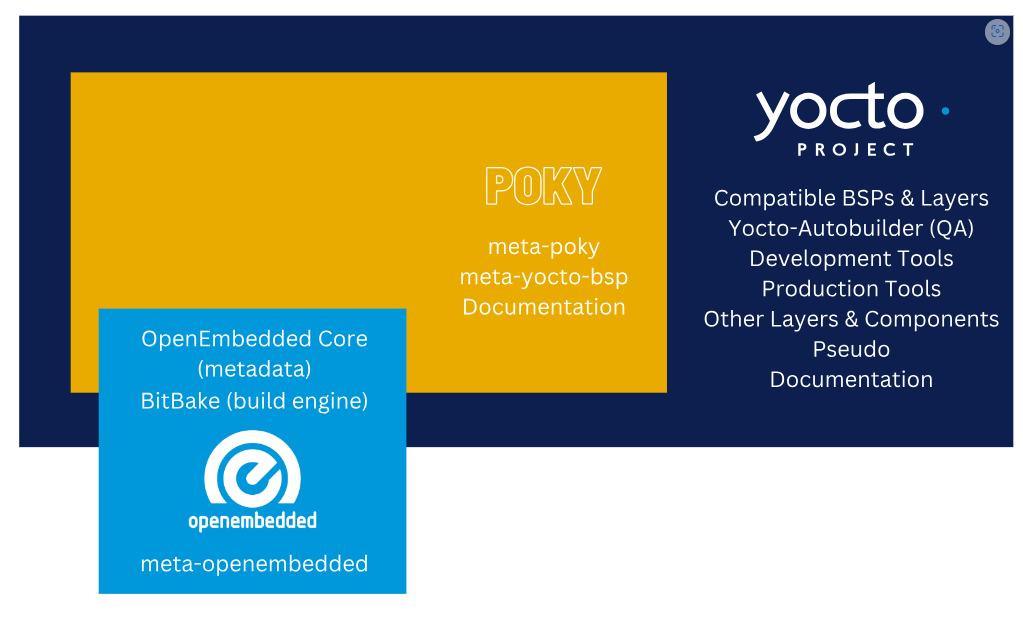 yocto
PROJECT
POKY
meta-poky
meta-yocto-bsp
Documentation
Compatible BSPs & Layers
Yocto-Autobuilder (QA)
Development Tools
Production Tools
Other Layers & Components
Pseudo
Documentation
OpenEmbedded Core
(metadata)
BitBake (build engine)
openembedded
meta-openembedded